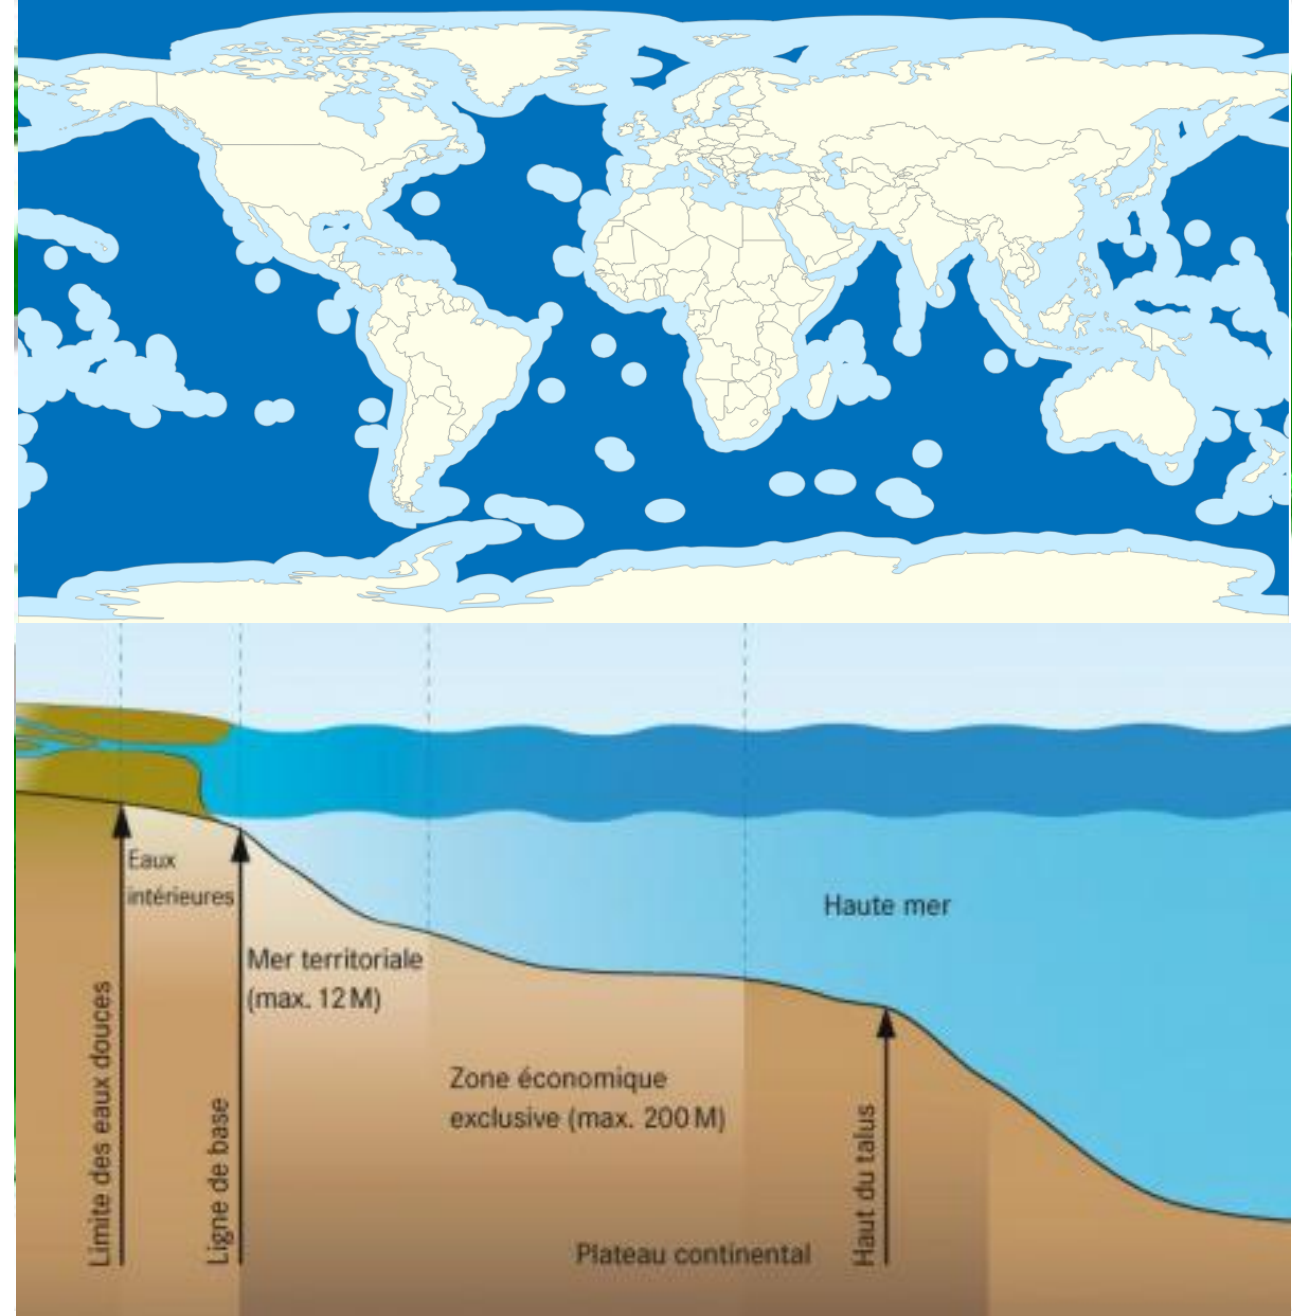 Eaux
intérieures
Haute mer
Mer territoriale
(max. 12 M)
Zone économique
exclusive (max. 200 M)
Limite des eaux douces
Ligne de base
Haut du talus
Plateau continental